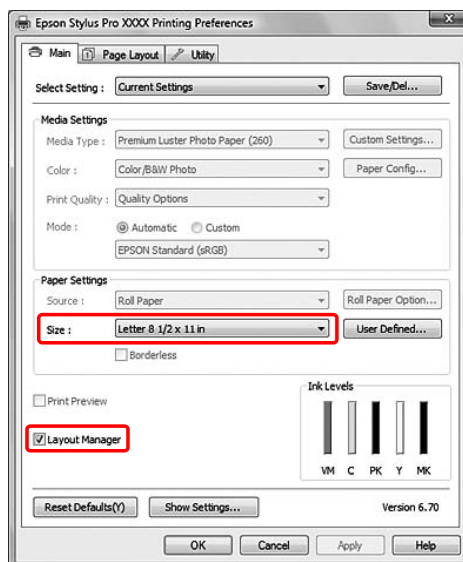 Epson Stylus Pro XXXX Printing Preferences
Main Page Layout Utility
Select Setting : Current Settings Save/Del...
Media Settings
Media Type : Premium Luster Photo Paper (260) Custom Settings...
Color : Color/B&W Photo Paper Config...
Print Quality : Quality Options
Mode : Automatic Custom
EPSON Standard (sRGB)
Paper Settings
Source : Roll Paper Roll Paper Option...
Size : Letter 8 1/2 x 11 in User Defined...
Borderless
Ink Levels
Print Preview
Layout Manager
VM C PK Y MK
Reset Defaults(Y) Show Settings... Version 6.70
OK Cancel Apply Help